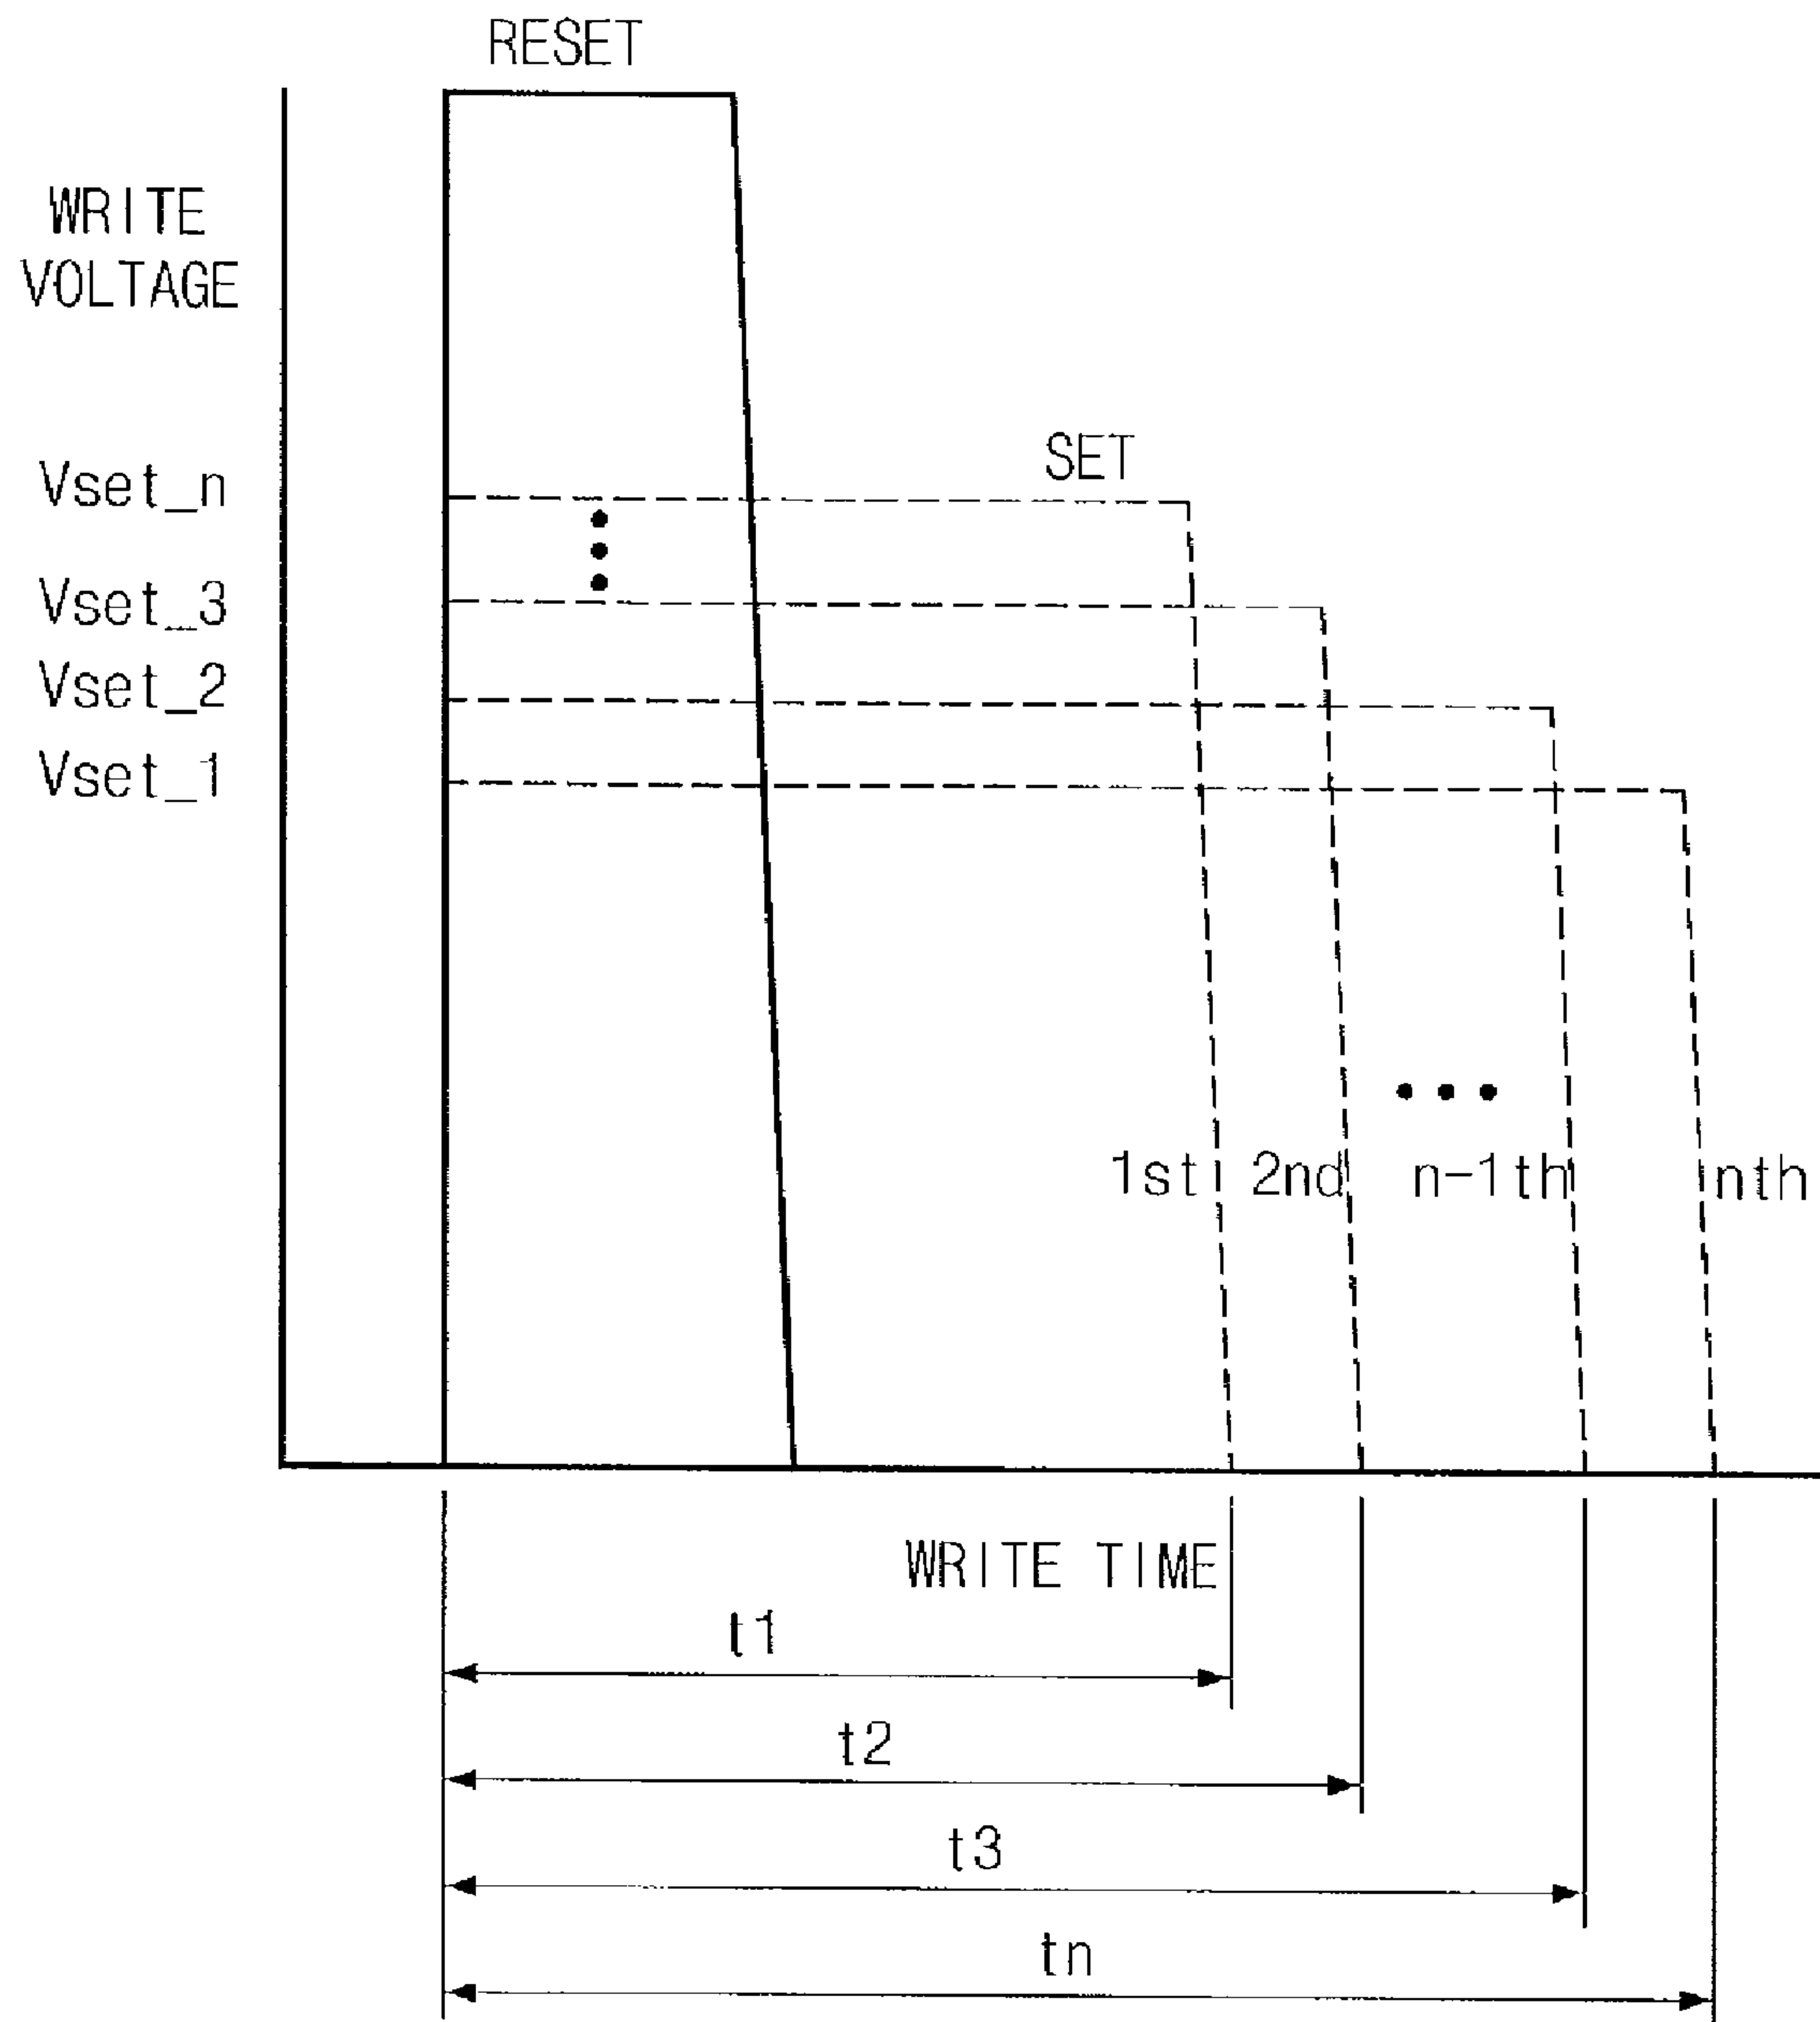 RESET
WRITE
VOLTAGE
SET
Vset_n
Vset_3
Vset_2
Vset_1
1st 2nd n-1th nth
WRITE TIME
t1
t2
t3
tn